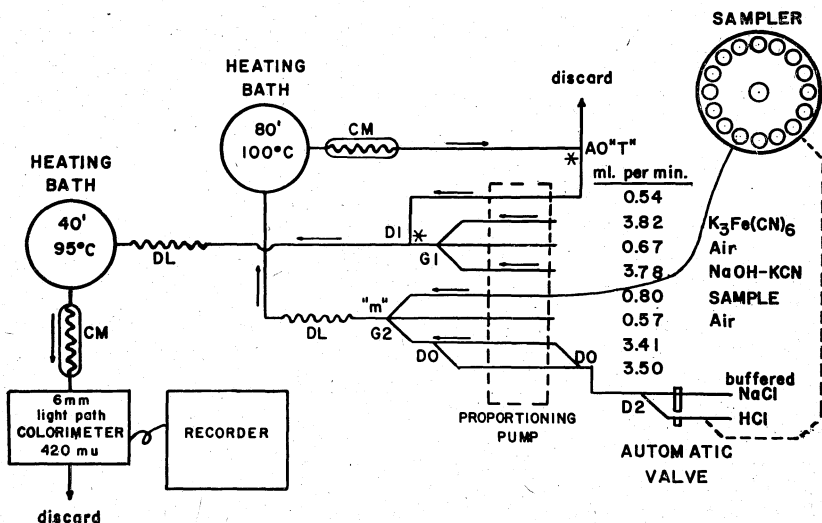 SAMPLER
HEATING
BATH
80'
100°C
CM
discard
AO"T"
*
ml. per min.
0.54
3.82 K3Fe(CN)6
0.67 Air
3.78 NaOH-KCN
0.80 SAMPLE
0.57 Air
3.41
3.50
HEATING
BATH
40'
95°C
DL
D1
*
G1
"m"
G2
DL
DO
DO
CM
PROPORTIONING
PUMP
D2
buffered
NaCl
HCl
AUTOMATIC
VALVE
6mm
light path
COLORIMETER
420 mu
RECORDER
discard